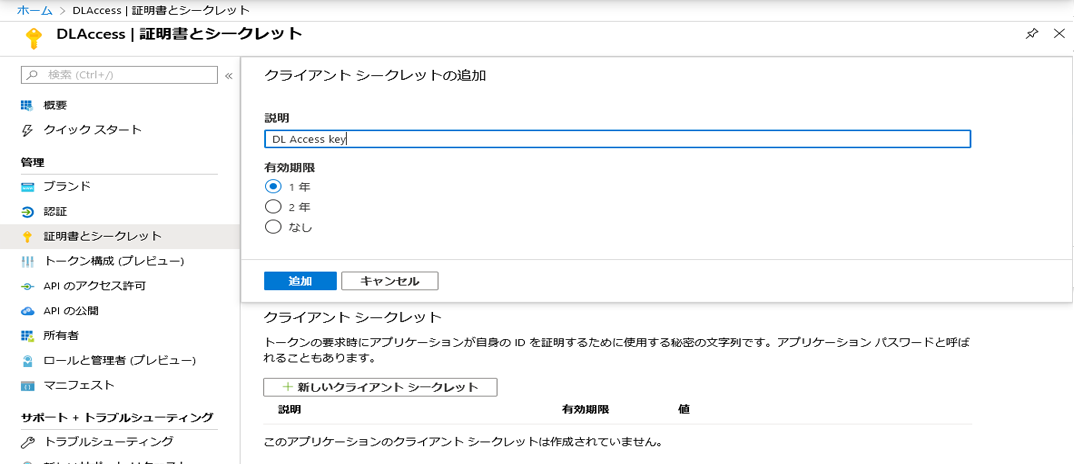 ホーム > DLAccess | 証明書とシークレット
DLAccess | 証明書とシークレット
検索 (Ctrl+/)
«
概要
クイック スタート
管理
ブランド
認証
証明書とシークレット
トークン構成 (プレビュー)
API のアクセス許可
API の公開
所有者
ロールと管理者 (プレビュー)
マニフェスト
サポート + トラブルシューティング
トラブルシューティング
クライアント シークレットの追加
説明
DL Access key
有効期限
1 年
2 年
なし
追加 キャンセル
クライアント シークレット
トークンの要求時にアプリケーションが自身の ID を証明するために使用する秘密の文字列です。アプリケーション パスワードと呼ば
れることもあります。
+ 新しいクライアント シークレット
説明 有効期限 値
このアプリケーションのクライアント シークレットは作成されていません。